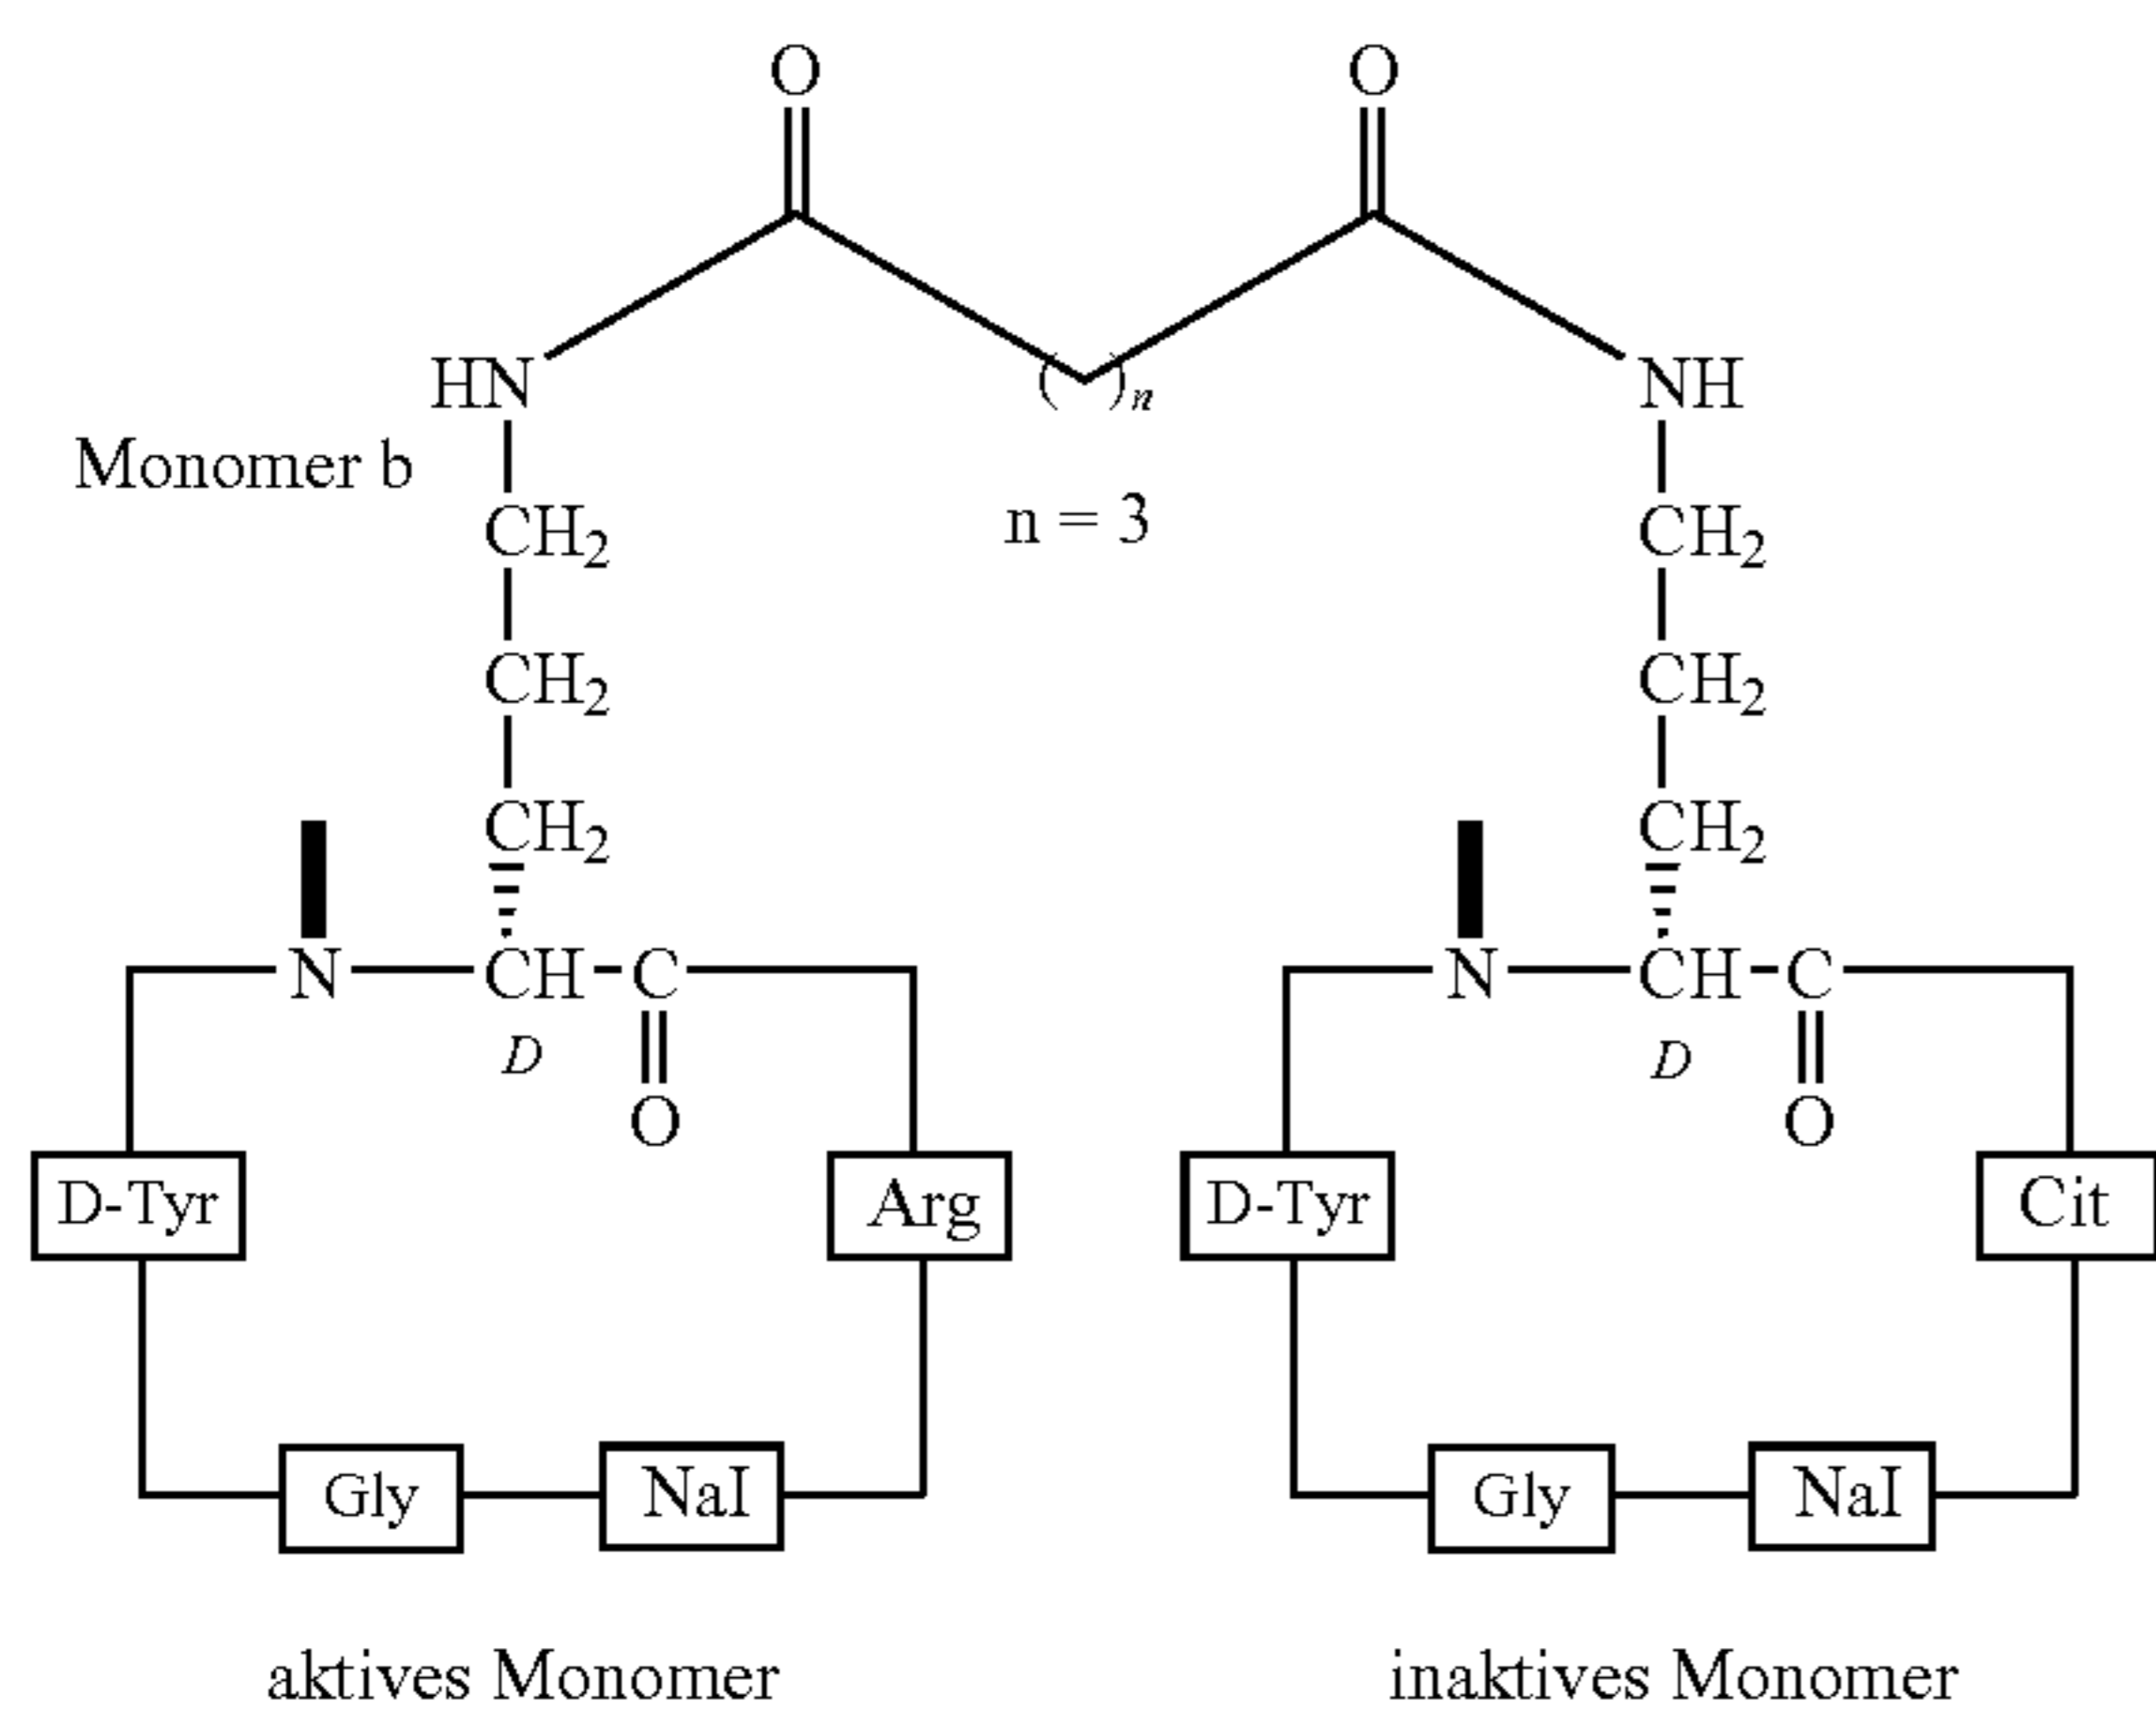 O O
HN ( )n NH
Monomer b
n = 3
CH2 CH2
CH2 CH2
CH2 CH2
N CH C N CH C
D D
O O
D-Tyr Arg D-Tyr Cit
Gly NaI Gly NaI
aktives Monomer inaktives Monomer